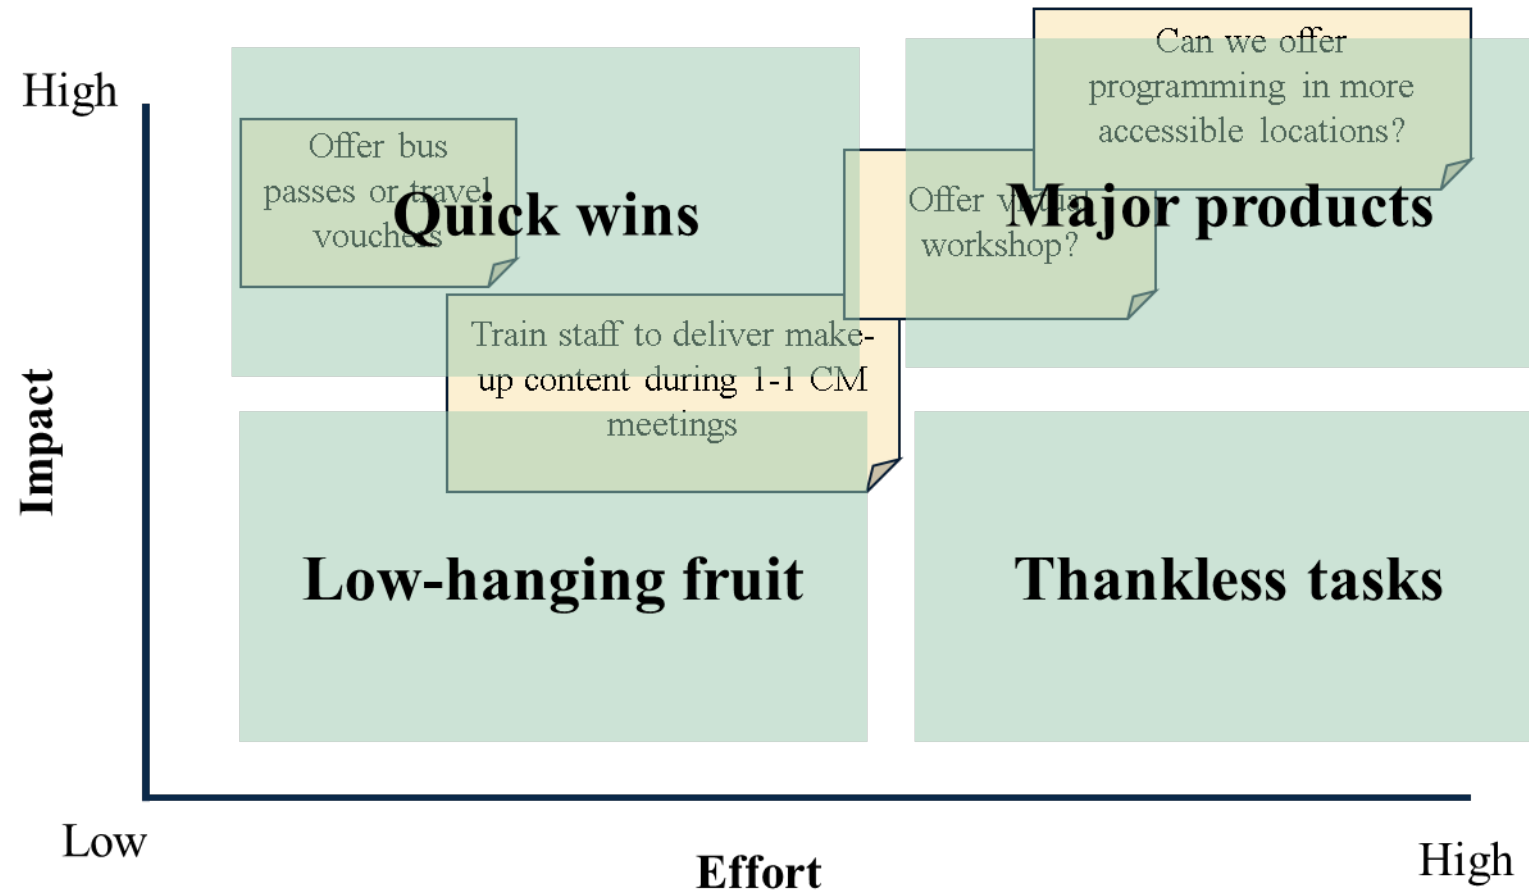 High
Can we offer
programming in more
accessible locations?
Offer bus
passes or travel
vouchers
Quick wins
Offer virtual
workshop?
Major products
Train staff to deliver make-
up content during 1-1 CM
meetings
Impact
Low-hanging fruit
Thankless tasks
Low
Effort
High